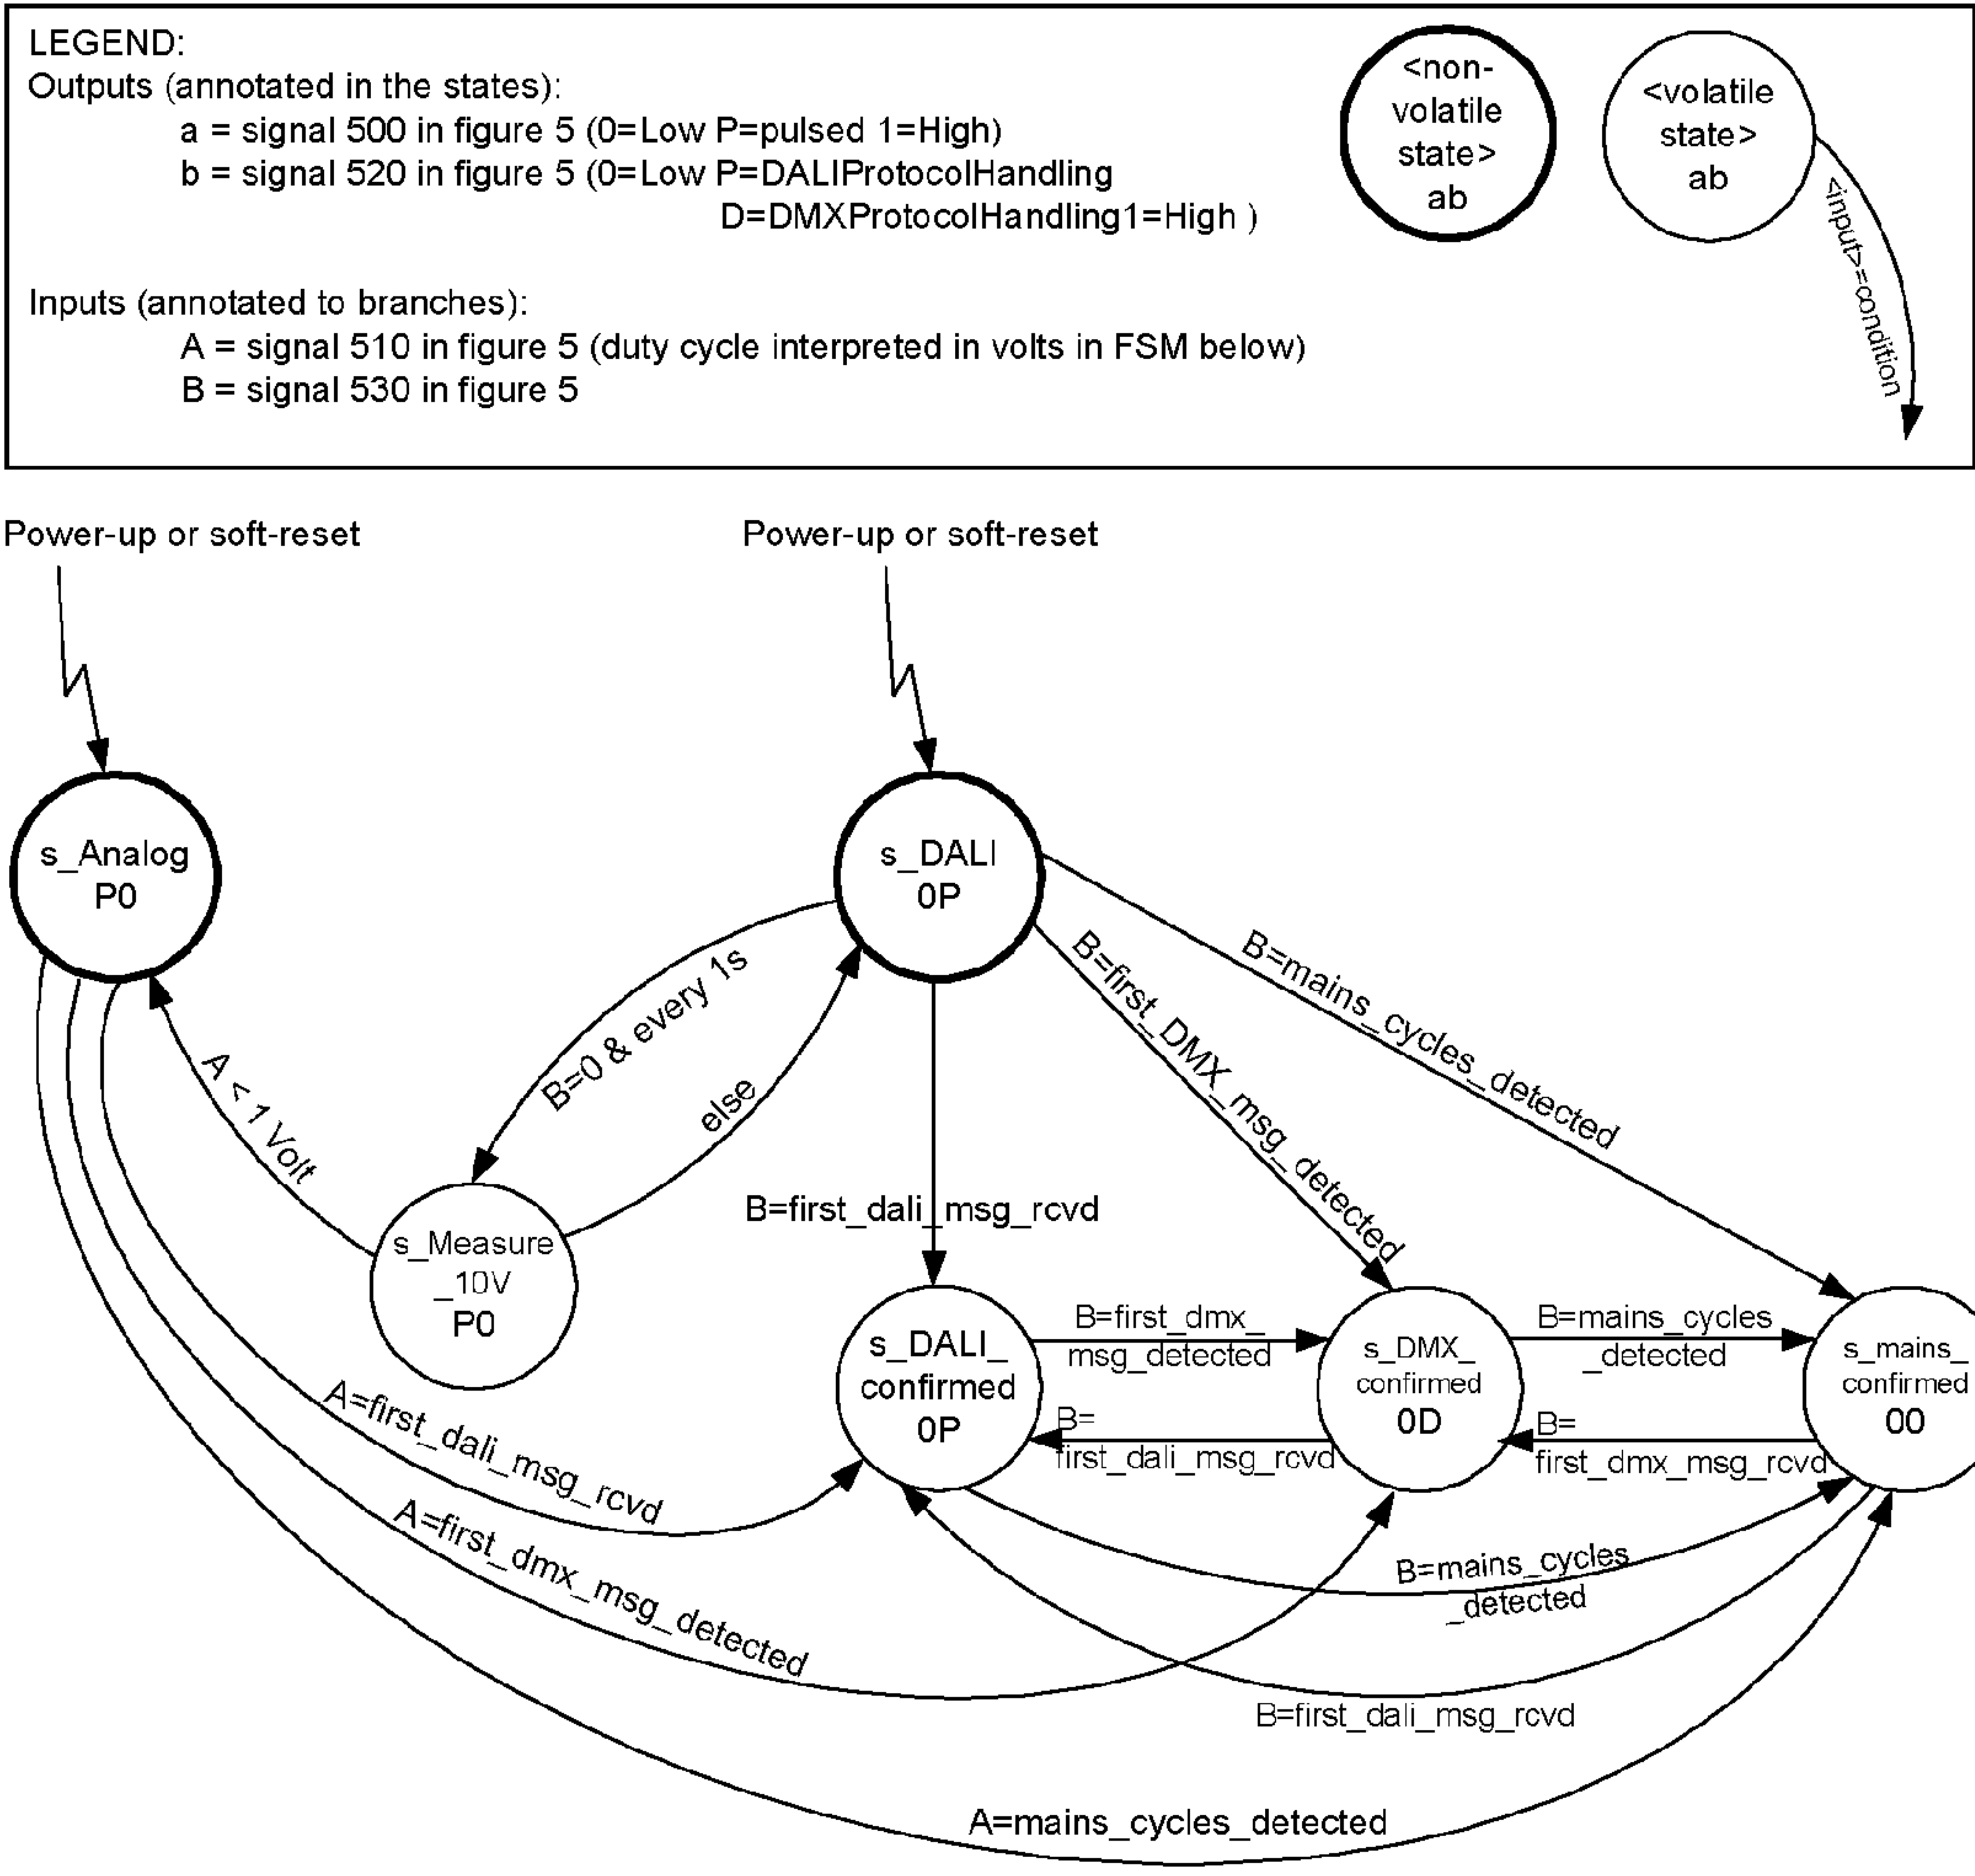 LEGEND:
Outputs (annotated in the states):
a = signal 500 in figure 5 (0=Low P=pulsed 1=High)
b = signal 520 in figure 5 (0=Low P=DALIProtocolHandling
D=DMXProtocolHandling1=High )
Inputs (annotated to branches):
A = signal 510 in figure 5 (duty cycle interpreted in volts in FSM below)
B = signal 530 in figure 5
<non-
volatile
state>
ab
<volatile
state>
ab
<input>=condition
Power-up or soft-reset
Power-up or soft-reset
s_Analog
P0
s_DALI
0P
B=mains_cycles_detected
B=first_DMX_msg_detected
B=0 & every 1s
else
A < 1 Volt
B=first_dali_msg_rcvd
s_Measure
_10V
P0
s_DALI_
confirmed
0P
B=first_dmx_
msg_detected
B=
first_dali_msg_rcvd
s_DMX_
confirmed
0D
B=mains_cycles
_detected
B=
first_dmx_msg_rcvd
s_mains_
confirmed
00
A=first_dali_msg_rcvd
A=first_dmx_msg_detected
B=mains_cycles
_detected
B=first_dali_msg_rcvd
A=mains_cycles_detected